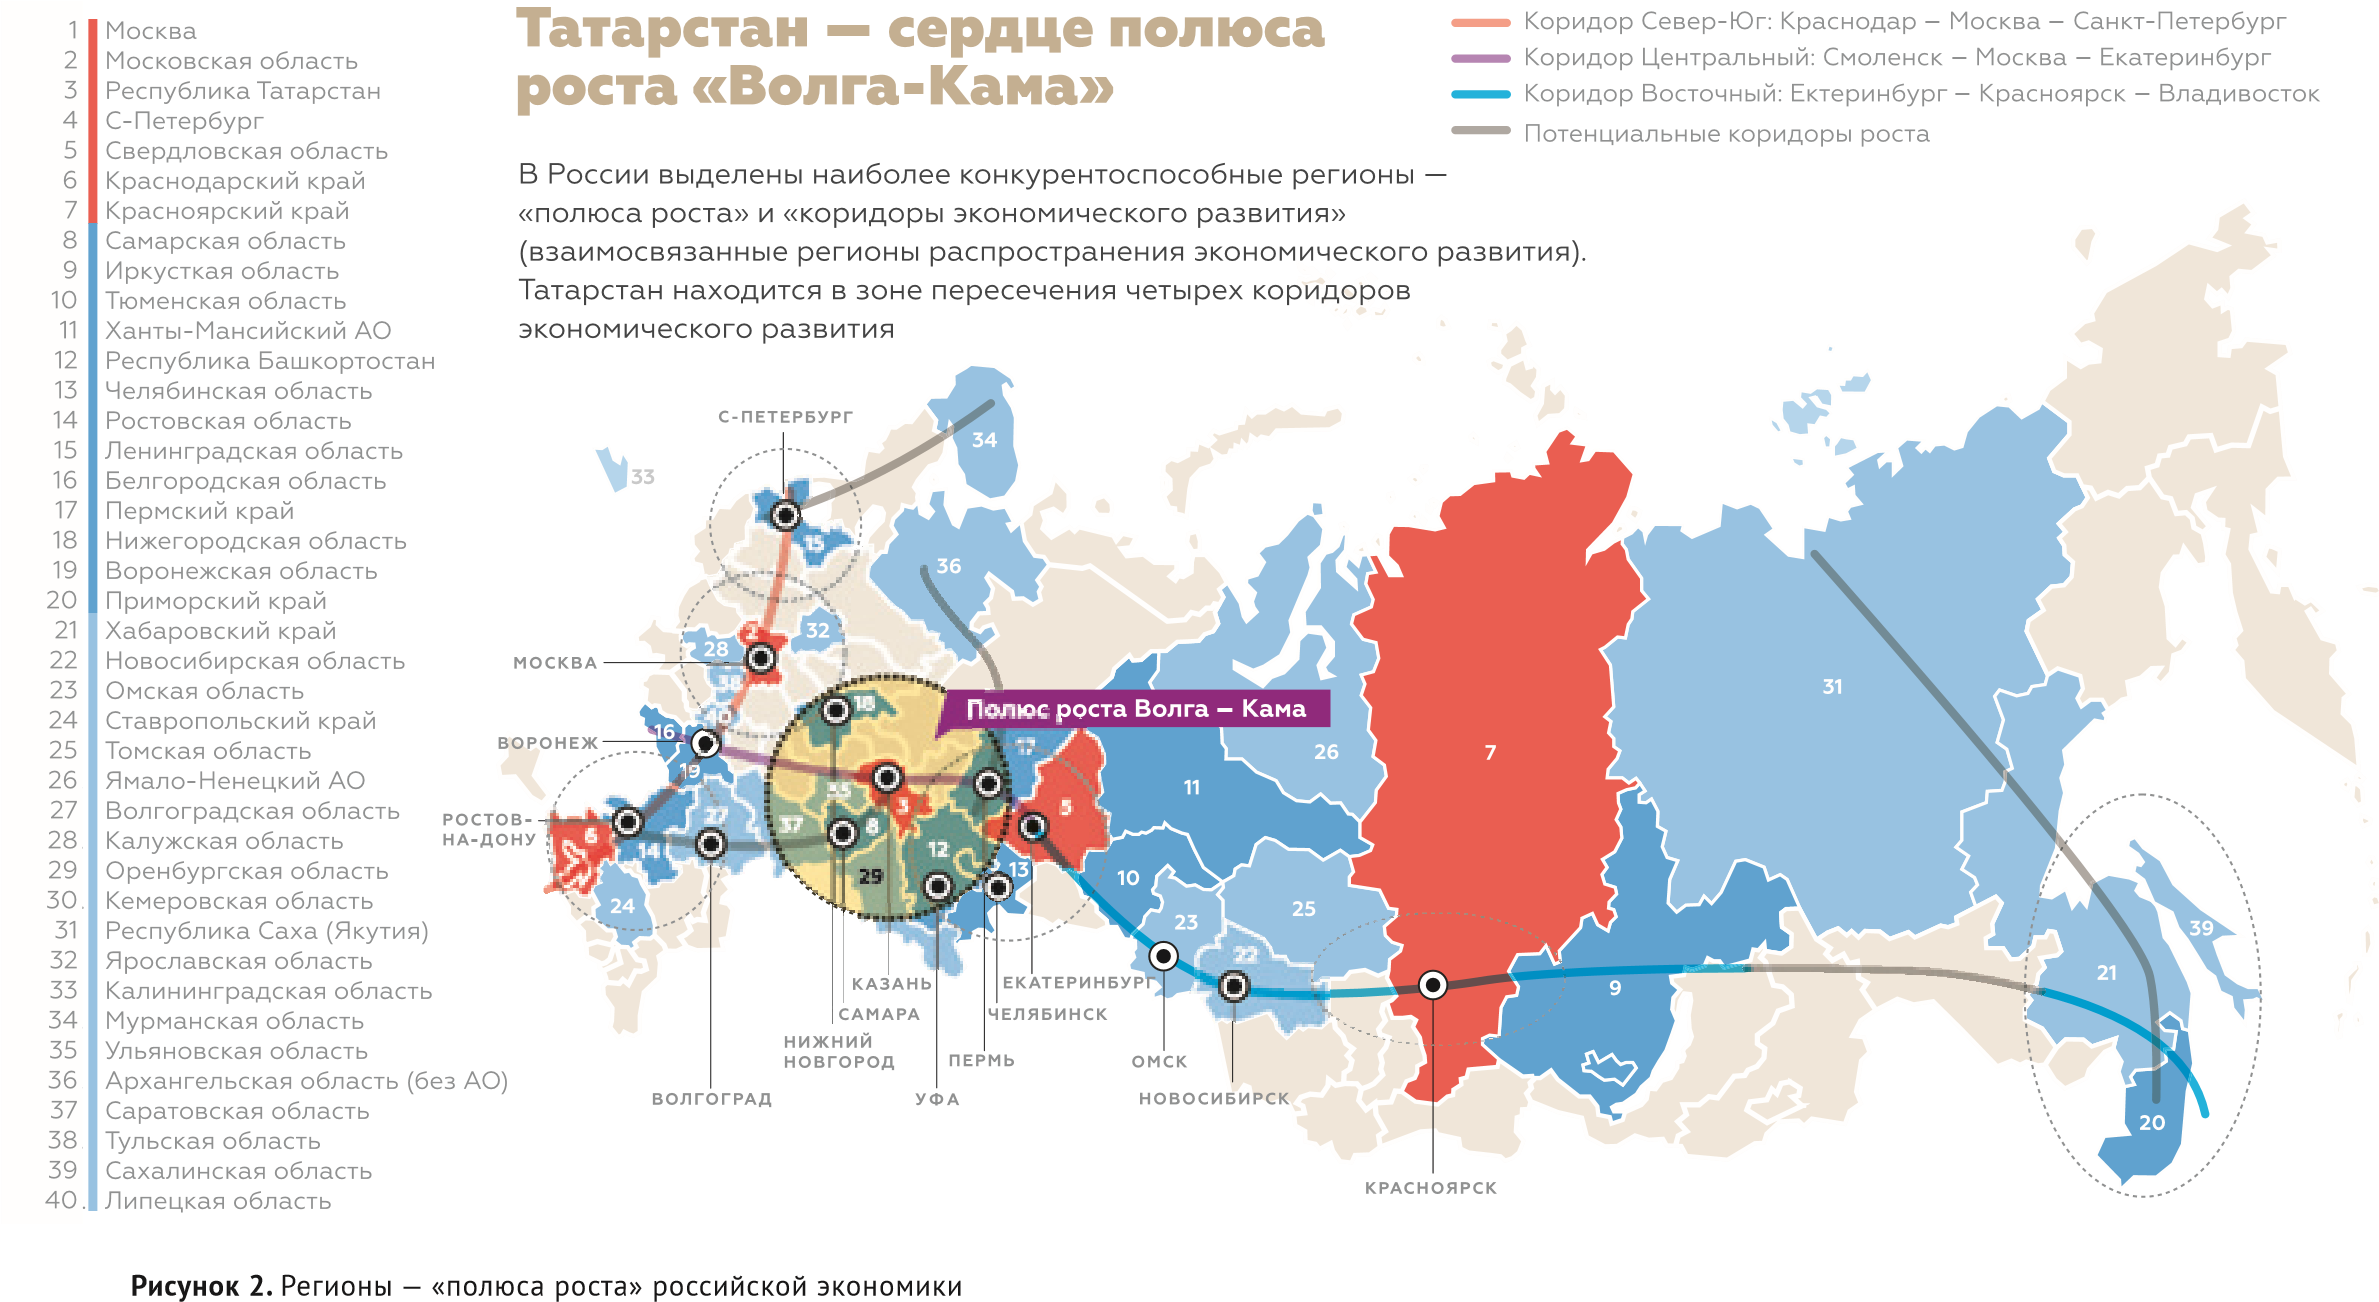 1 Москва
2 Московская область
3 Республика Татарстан
4 С-Петербург
5 Свердловская область
6 Краснодарский край
7 Красноярский край
8 Самарская область
9 Иркусткая область
10 Тюменская область
11 Ханты-Мансийский АО
12 Республика Башкортостан
13 Челябинская область
14 Ростовская область
15 Ленинградская область
16 Белгородская область
17 Пермский край
18 Нижегородская область
19 Воронежская область
20 Приморский край
21 Хабаровский край
22 Новосибирская область
23 Омская область
24 Ставропольский край
25 Томская область
26 Ямало-Ненецкий АО
27 Волгоградская область
28 Калужская область
29 Оренбургская область
30. Кемеровская область
31 Республика Саха (Якутия)
32 Ярославская область
33 Калининградская область
34 Мурманская область
35 Ульяновская область
36 Архангельская область (без АО)
37 Саратовская область
38 Тульская область
39 Сахалинская область
40. Липецкая область
Татарстан — сердце полюса
роста «Волга-Кама»
В России выделены наиболее конкурентоспособные регионы —
«полюса роста» и «коридоры экономического развития»
(взаимосвязанные регионы распространения экономического развития).
Татарстан находится в зоне пересечения четырех коридоров
экономического развития
Коридор Север-Юг: Краснодар – Москва – Санкт-Петербург
Коридор Центральный: Смоленск – Москва – Екатеринбург
Коридор Восточный: Ектеринбург – Красноярск – Владивосток
Потенциальные коридоры роста
С-ПЕТЕРБУРГ
34
33
15
36
2
32
28
МОСКВА
38
31
40
18
Полюс роста Волга – Кама
16
ВОРОНЕЖ
17
26
7
19
11
35
3
5
РОСТОВ-
НА-ДОНУ
27
37
8
6
14
12
13
29
10
24
23
25
39
22
21
9
КАЗАНЬ
ЕКАТЕРИНБУРГ
САМАРА
ЧЕЛЯБИНСК
НИЖНИЙ
НОВГОРОД
ПЕРМЬ
ОМСК
ВОЛГОГРАД
УФА
НОВОСИБИРСК
20
КРАСНОЯРСК
Рисунок 2. Регионы — «полюса роста» российской экономики